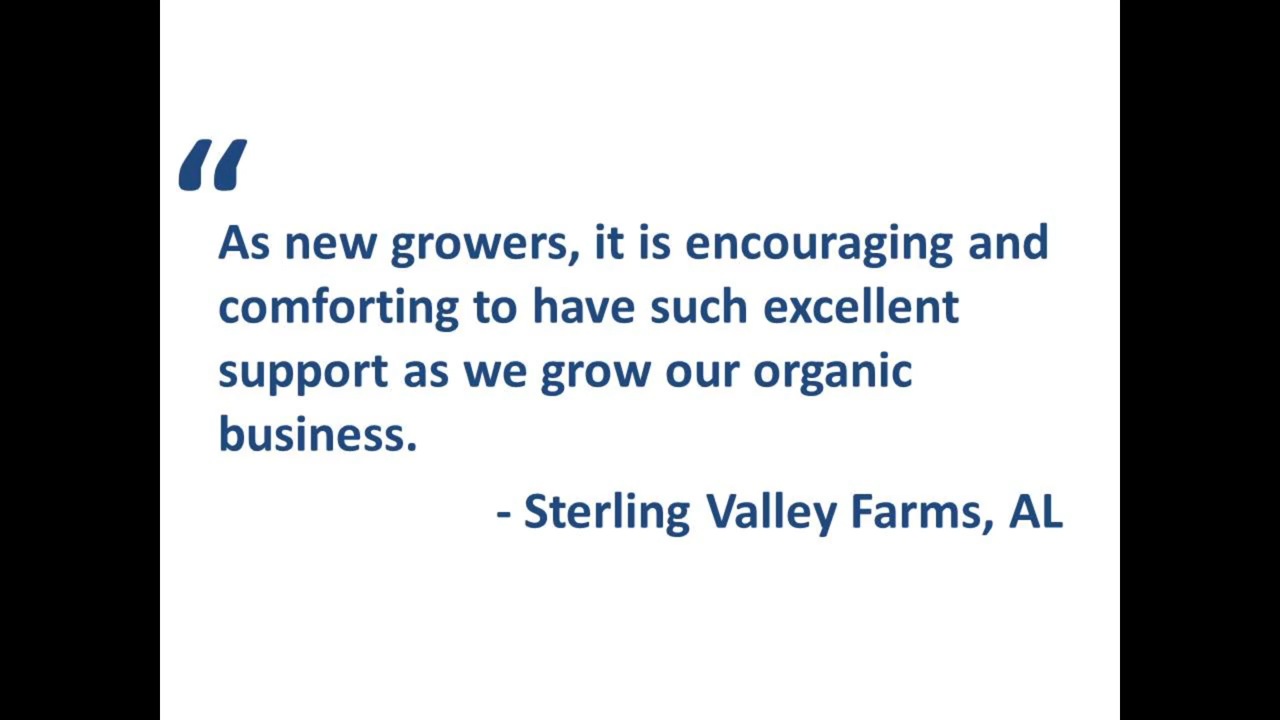 “
As new growers, it is encouraging and
comforting to have such excellent
support as we grow our organic
business.
- Sterling Valley Farms, AL